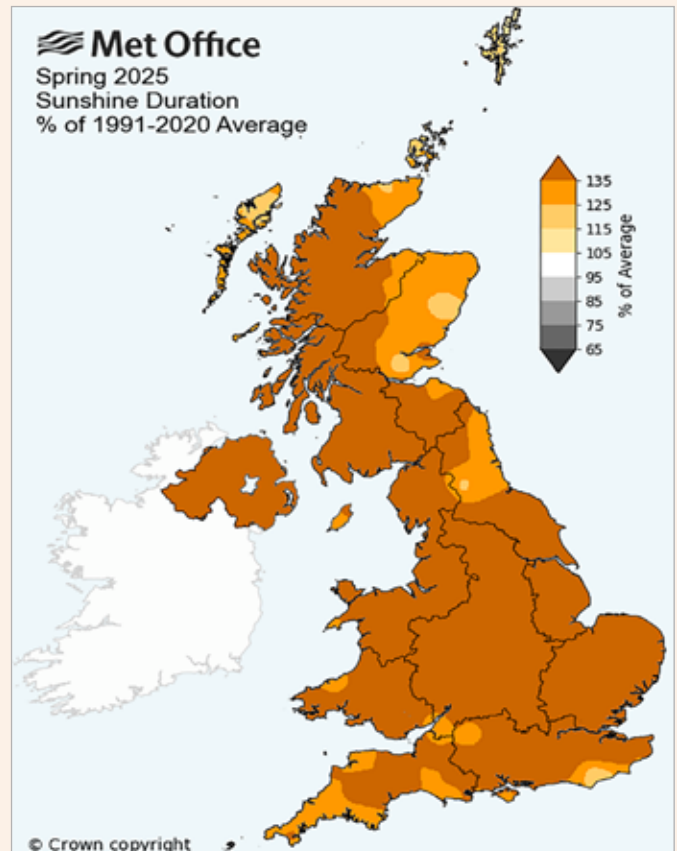 Met Office
Spring 2025
Sunshine Duration
% of 1991-2020 Average
135
125
115
105
95
85
75
65
% of Average
© Crown copyright